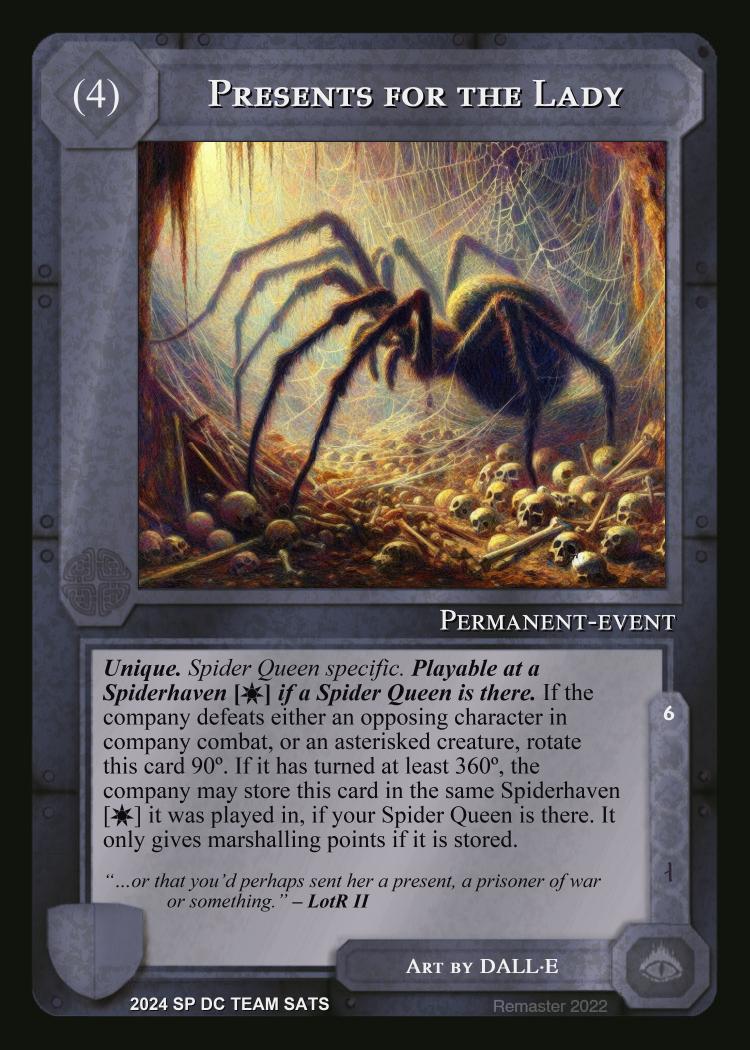 (4)
Presents for the Lady
Permanent-event
Unique. Spider Queen specific. Playable at a
Spiderhaven [✷] if a Spider Queen is there. If the
company defeats either an opposing character in
company combat, or an asterisked creature, rotate
this card 90º. If it has turned at least 360º, the
company may store this card in the same Spiderhaven
[✷] it was played in, if your Spider Queen is there. It
only gives marshalling points if it is stored.
6
“...or that you’d perhaps sent her a present, a prisoner of war
or something.” – LotR II
Art by DALL·E
2024 SP DC TEAM SATS
Remaster 2022